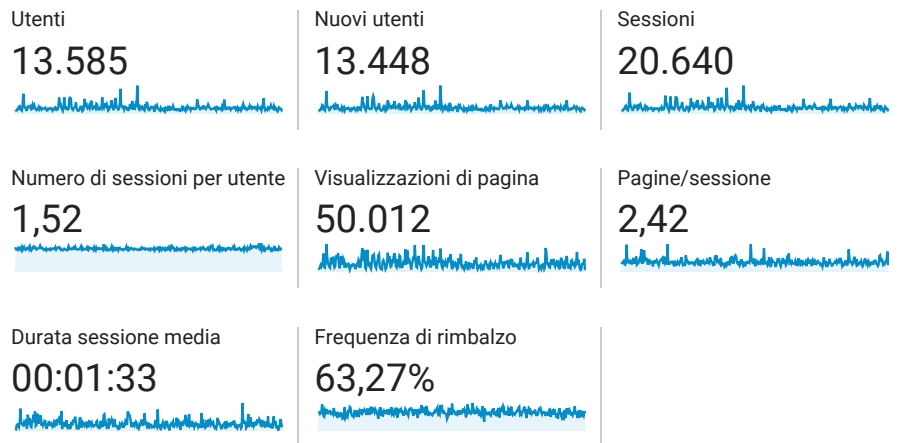 Utenti
13.585
Nuovi utenti
13.448
Sessioni
20.640
Numero di sessioni per utente
1,52
Visualizzazioni di pagina
50.012
Pagine/sessione
2,42
Durata sessione media
00:01:33
Frequenza di rimbalzo
63,27%